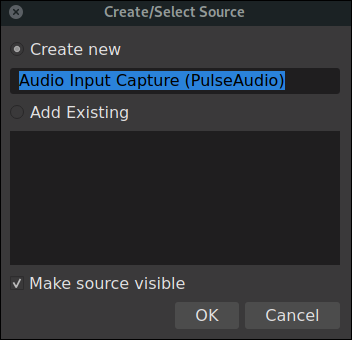 Create/Select Source
Create new
Audio Input Capture (PulseAudio)
Add Existing
Make source visible
OK
Cancel